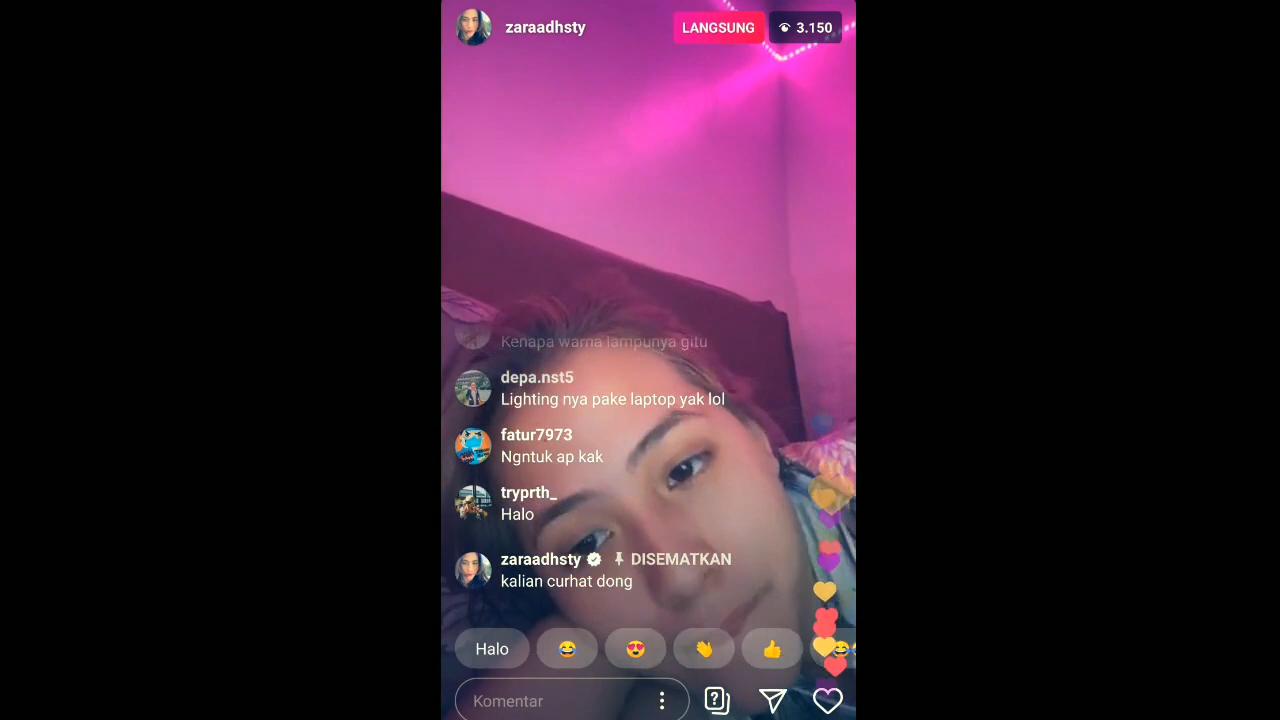 zaraadhsty
LANGSUNG
3.150
Kenapa warna lampunya gitu
depa.nst5
Lighting nya pake laptop yak lol
fatur7973
Ngntuk ap kak
tryprth_
Halo
zaraadhsty DISEMATKAN
kalian curhat dong
Halo
Komentar